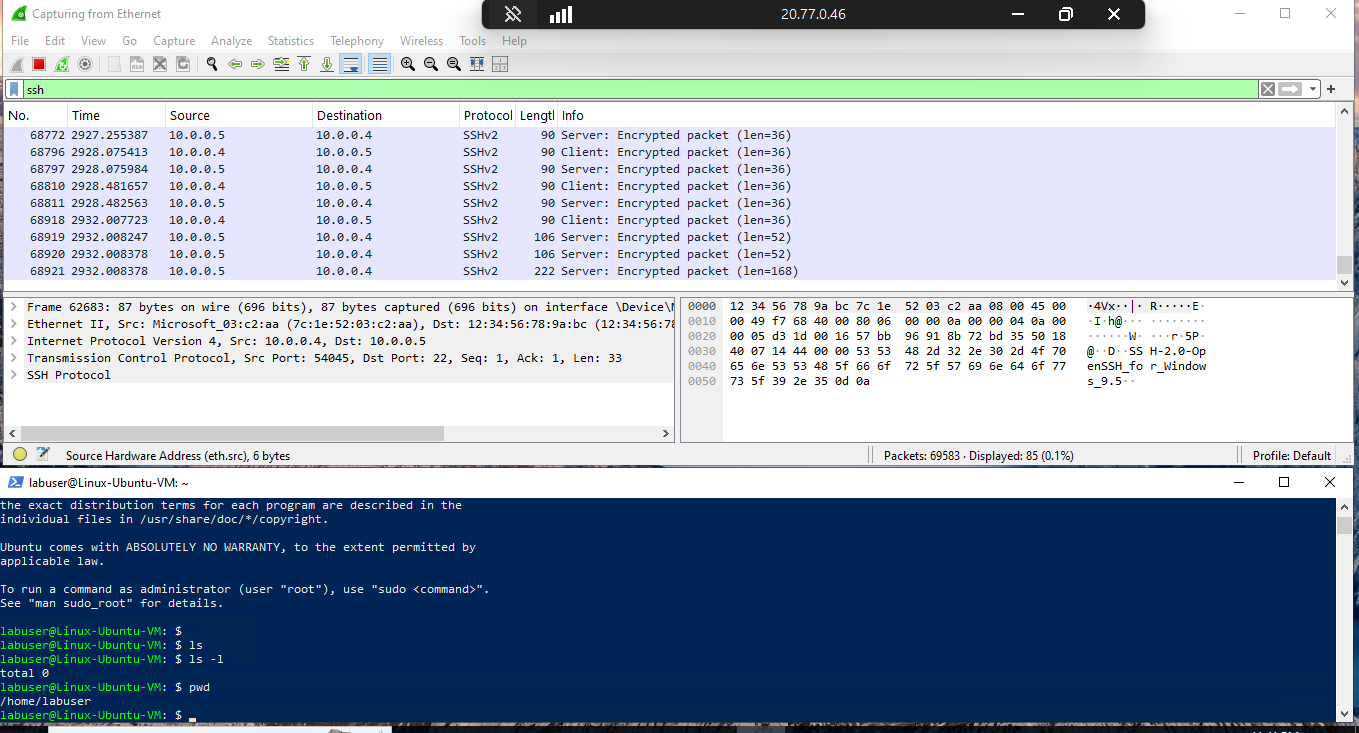 Capturing from Ethernet
20.77.0.46
File Edit View Go Capture Analyze Statistics Telephony Wireless Tools Help
ssh
No. Time Source Destination Protocol Lengtl Info
68772 2927.255387 10.0.0.5 10.0.0.4 SSHv2 90 Server: Encrypted packet (len=36)
68796 2928.075413 10.0.0.4 10.0.0.5 SSHv2 90 Client: Encrypted packet (len=36)
68797 2928.075984 10.0.0.5 10.0.0.4 SSHv2 90 Server: Encrypted packet (len=36)
68810 2928.481657 10.0.0.4 10.0.0.5 SSHv2 90 Client: Encrypted packet (len=36)
68811 2928.482563 10.0.0.5 10.0.0.4 SSHv2 90 Server: Encrypted packet (len=36)
68918 2932.007723 10.0.0.4 10.0.0.5 SSHv2 90 Client: Encrypted packet (len=36)
68919 2932.008247 10.0.0.5 10.0.0.4 SSHv2 106 Server: Encrypted packet (len=52)
68920 2932.008378 10.0.0.5 10.0.0.4 SSHv2 106 Server: Encrypted packet (len=52)
68921 2932.008378 10.0.0.5 10.0.0.4 SSHv2 222 Server: Encrypted packet (len=168)
Frame 62683: 87 bytes on wire (696 bits), 87 bytes captured (696 bits) on interface \Device\N
Ethernet II, Src: Microsoft_03:c2:aa (7c:1e:52:03:c2:aa), Dst: 12:34:56:78:9a:bc (12:34:56:78
Internet Protocol Version 4, Src: 10.0.0.4, Dst: 10.0.0.5
Transmission Control Protocol, Src Port: 54045, Dst Port: 22, Seq: 1, Ack: 1, Len: 33
SSH Protocol
0000 12 34 56 78 9a bc 7c 1e 52 03 c2 aa 08 00 45 00 ·4Vx··|· R·····E·
0010 00 49 f7 68 40 00 80 06 00 00 0a 00 00 04 0a 00 ·I·h@··· ········
0020 00 05 d3 1d 00 16 57 bb 96 91 8b 72 bd 35 50 18 ······W· ···r·5P·
0030 40 07 14 44 00 00 53 53 48 2d 32 2e 30 2d 4f 70 @··D··SS H-2.0-Op
0040 65 6e 53 53 48 5f 66 6f 72 5f 57 69 6e 64 6f 77 enSSH_fo r_Window
0050 73 5f 39 2e 35 0d 0a s_9.5··
Source Hardware Address (eth.src), 6 bytes
Packets: 69583 · Displayed: 85 (0.1%)
Profile: Default
labuser@Linux-Ubuntu-VM: ~
the exact distribution terms for each program are described in the
individual files in /usr/share/doc/*/copyright.
Ubuntu comes with ABSOLUTELY NO WARRANTY, to the extent permitted by
applicable law.
To run a command as administrator (user "root"), use "sudo <command>".
See "man sudo_root" for details.
labuser@Linux-Ubuntu-VM: $
labuser@Linux-Ubuntu-VM: $ ls
labuser@Linux-Ubuntu-VM: $ ls -l
total 0
labuser@Linux-Ubuntu-VM: $ pwd
/home/labuser
labuser@Linux-Ubuntu-VM: $